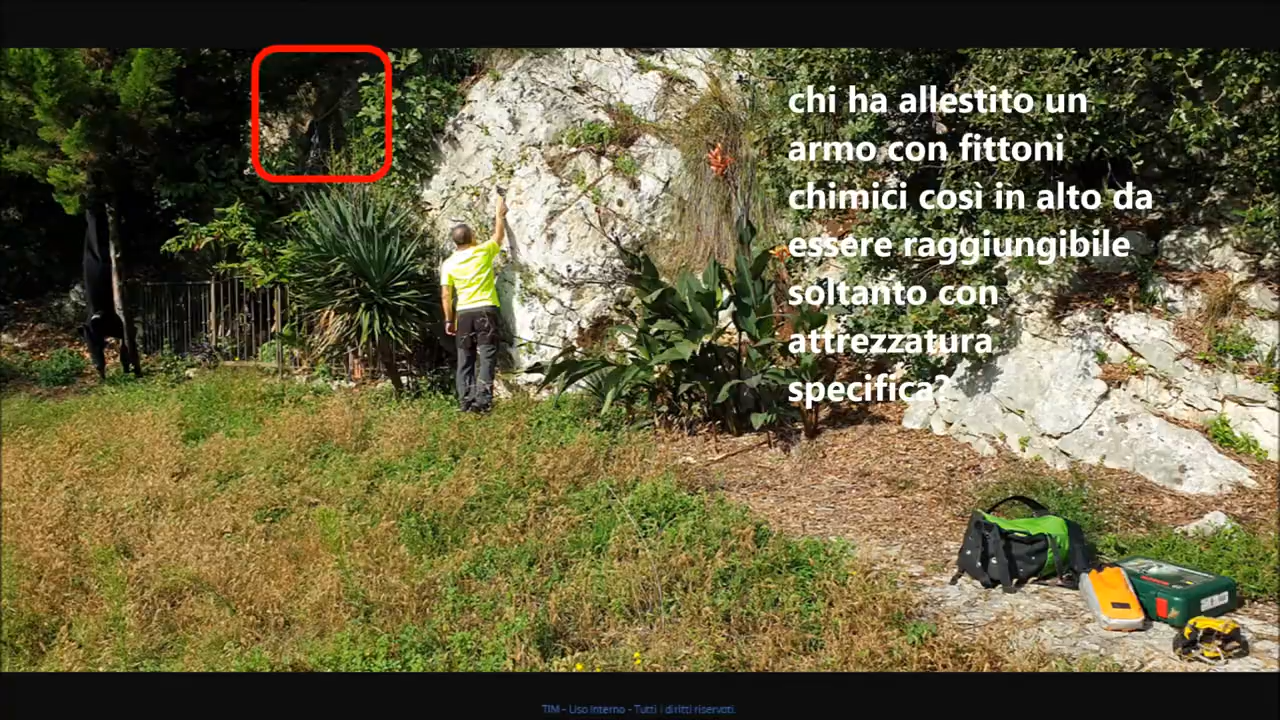 chi ha allestito un
armo con fittoni
chimici così in alto da
essere raggiungibile
soltanto con
attrezzatura
specifica?
TIM - Uso Interno - Tutti i diritti riservati.